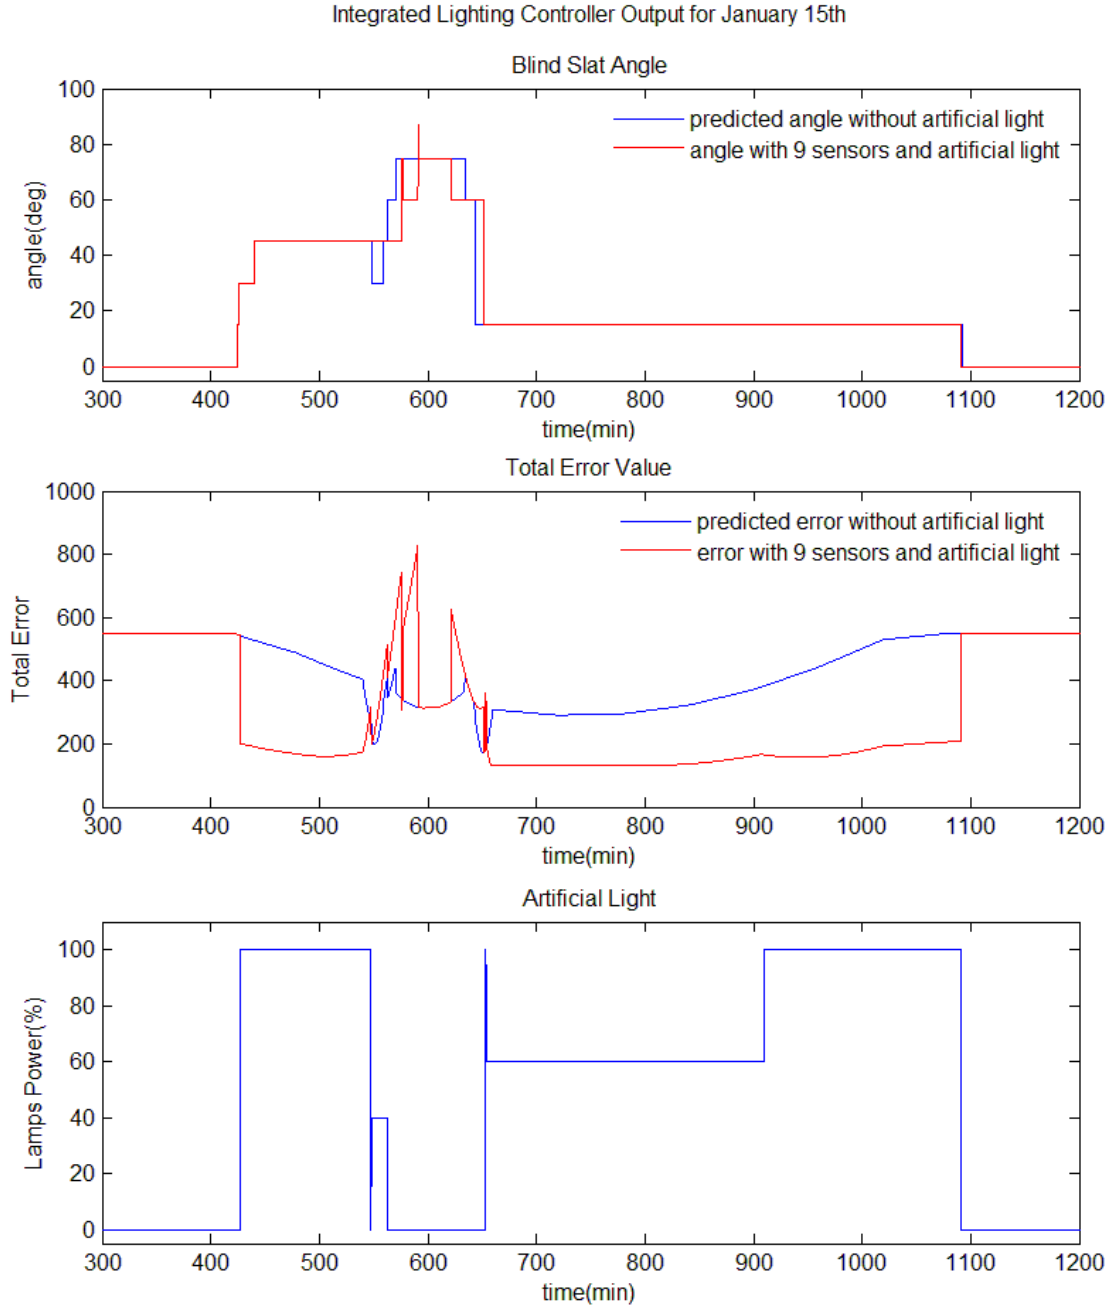 Integrated Lighting Controller Output for January 15th
Blind Slat Angle
100
80
60
40
20
0
angle(deg)
predicted angle without artificial light
angle with 9 sensors and artificial light
300 400 500 600 700 800 900 1000 1100 1200
time(min)
Total Error Value
1000
800
600
400
200
0
Total Error
predicted error without artificial light
error with 9 sensors and artificial light
300 400 500 600 700 800 900 1000 1100 1200
time(min)
Artificial Light
100
80
60
40
20
0
Lamps Power(%)
300 400 500 600 700 800 900 1000 1100 1200
time(min)